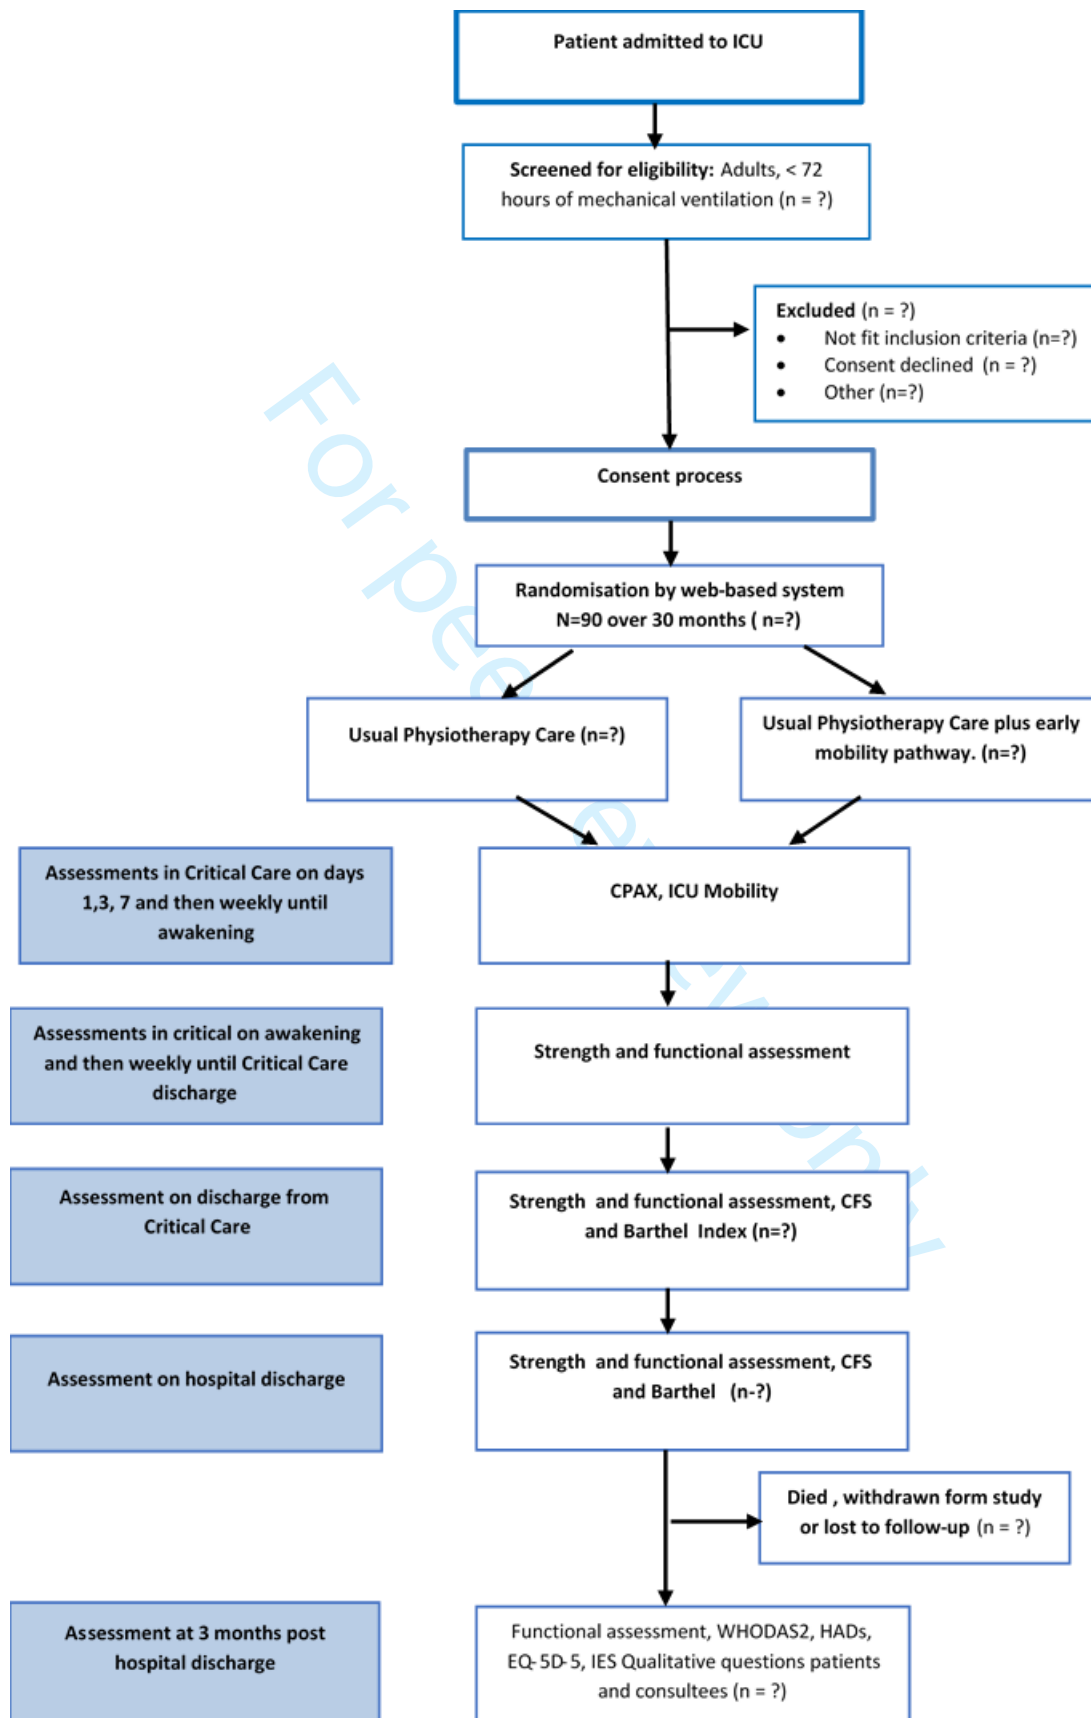 Patient admitted to ICU
Screened for eligibility: Adults, < 72
hours of mechanical ventilation (n = ?)
Excluded (n = ?)
• Not fit inclusion criteria (n=?)
• Consent declined (n = ?)
• Other (n=?)
Consent process
Randomisation by web-based system
N=90 over 30 months ( n=?)
Usual Physiotherapy Care (n=?)
Usual Physiotherapy Care plus early
mobility pathway. (n=?)
Assessments in Critical Care on days
1,3, 7 and then weekly until
awakening
CPAX, ICU Mobility
Assessments in critical on awakening
and then weekly until Critical Care
discharge
Strength and functional assessment
Assessment on discharge from
Critical Care
Strength and functional assessment, CFS
and Barthel Index (n=?)
Assessment on hospital discharge
Strength and functional assessment, CFS
and Barthel (n-?)
Died , withdrawn form study
or lost to follow-up (n = ?)
Assessment at 3 months post
hospital discharge
Functional assessment, WHODAS2, HADs,
EQ-5D-5, IES Qualitative questions patients
and consultees (n = ?)
For peer review only